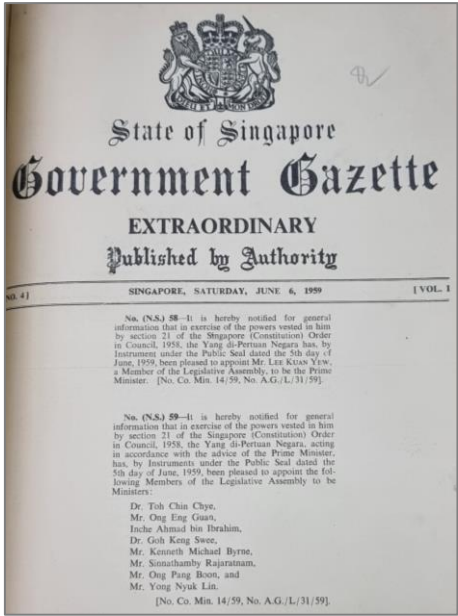 DIEU ET MON DROIT
State of Singapore
Government Gazette
EXTRAORDINARY
Published by Authority
NO. 4] SINGAPORE, SATURDAY, JUNE 6, 1959 [VOL. 1
No. (N.S.) 58—It is hereby notified for general
information that in exercise of the powers vested in him
by section 21 of the Singapore (Constitution) Order
in Council, 1958, the Yang di-Pertuan Negara has, by
Instrument under the Public Seal dated the 5th day of
June, 1959, been pleased to appoint Mr. LEE KUAN YEW,
a Member of the Legislative Assembly, to be the Prime
Minister. [No. Co. Min. 14/59, No. A.G./L/31/59].
No. (N.S.) 59—It is hereby notified for general
information that in exercise of the powers vested in him
by section 21 of the Singapore (Constitution) Order
in Council, 1958, the Yang di-Pertuan Negara, acting
in accordance with the advice of the Prime Minister,
has, by Instruments under the Public Seal dated the
5th day of June, 1959, been pleased to appoint the fol-
lowing Members of the Legislative Assembly to be
Ministers:
Dr. Toh Chin Chye,
Mr. Ong Eng Guan,
Inche Ahmad bin Ibrahim,
Dr. Goh Keng Swee,
Mr. Kenneth Michael Byrne,
Mr. Sinnathamby Rajaratnam,
Mr. Ong Pang Boon, and
Mr. Yong Nyuk Lin.
[No. Co. Min. 14/59, No. A.G./L/31/59].